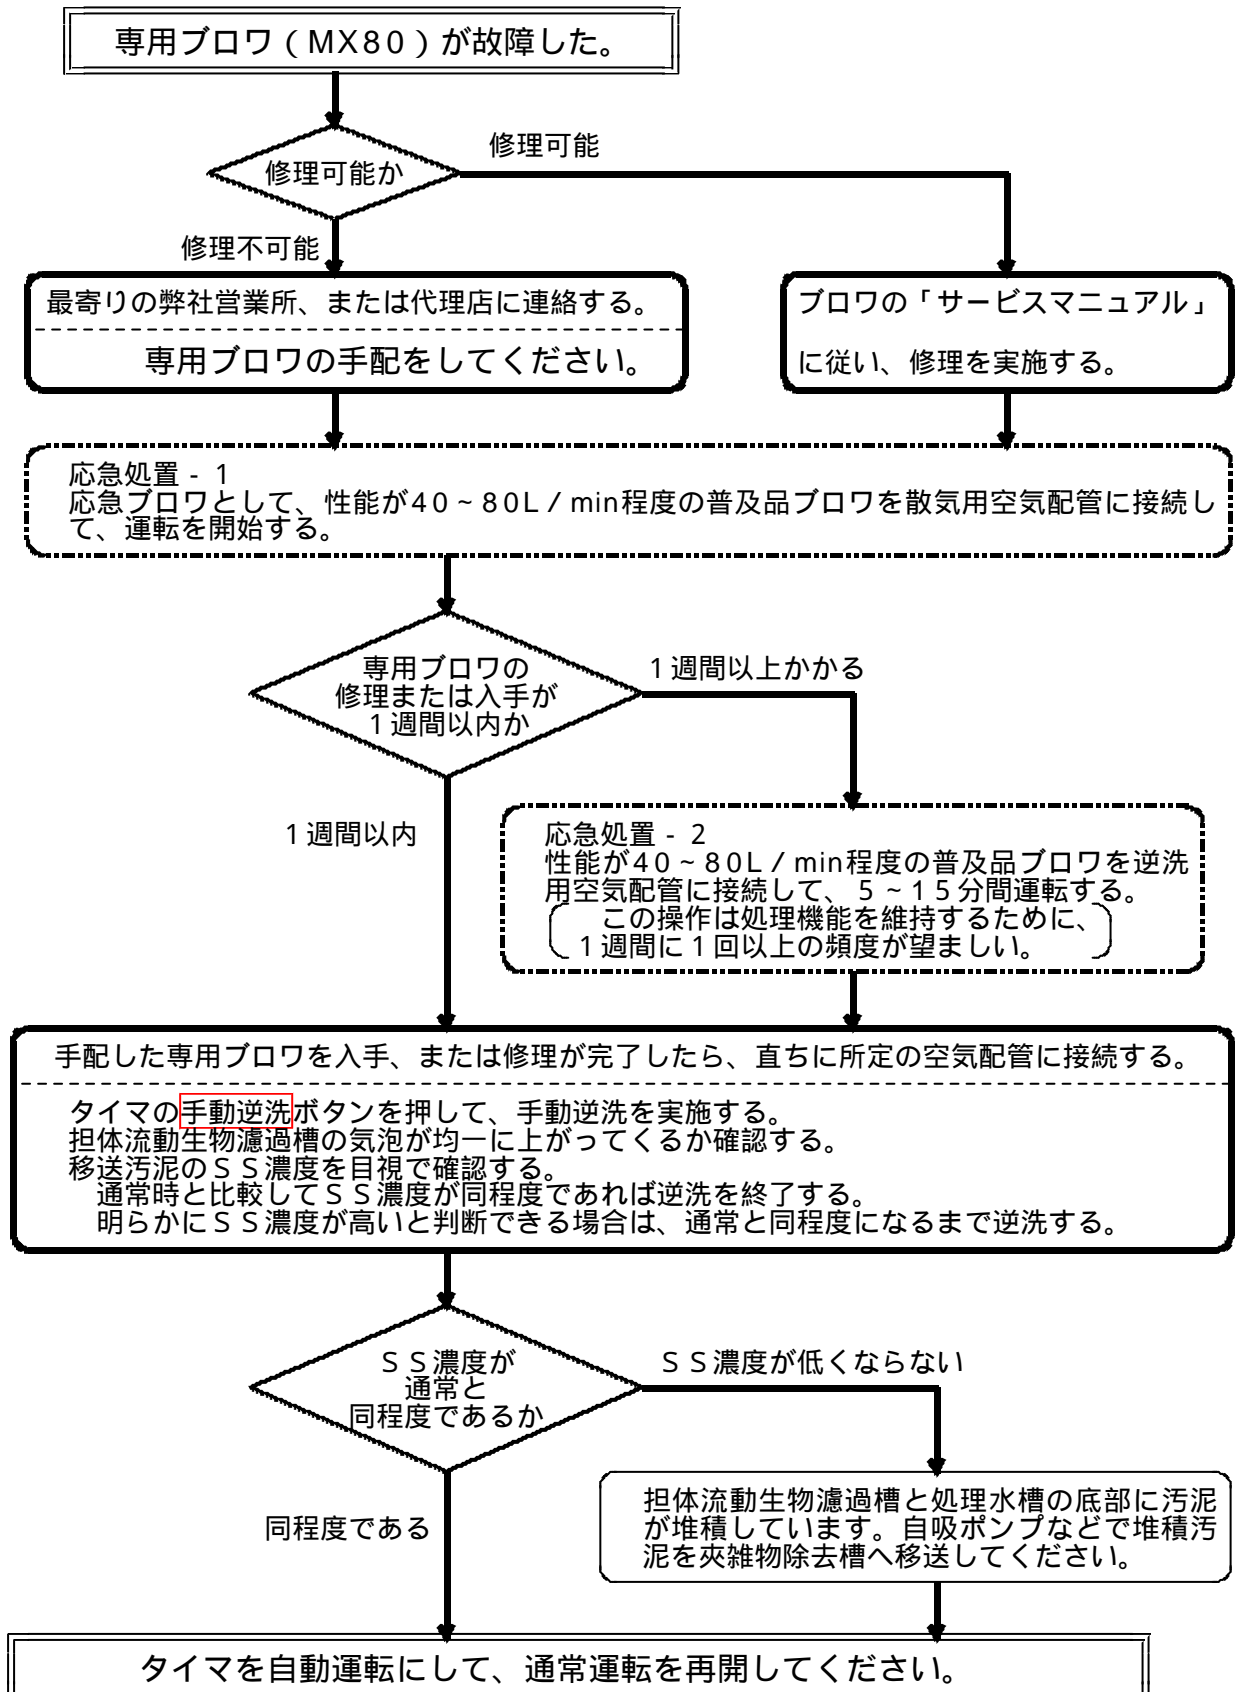 専用ブロワ（MX80）が故障した。
修理可能か
修理可能
修理不可能
最寄りの弊社営業所、または代理店に連絡する。
専用ブロワの手配をしてください。
ブロワの「サービスマニュアル」
に従い、修理を実施する。
応急処置 - 1
応急ブロワとして、性能が40～80L／min程度の普及品ブロワを散気用空気配管に接続し
て、運転を開始する。
専用ブロワの
修理または入手が
1週間以内か
1週間以上かかる
1週間以内
応急処置 - 2
性能が40～80L／min程度の普及品ブロワを逆洗
用空気配管に接続して、5～15分間運転する。
この操作は処理機能を維持するために、
1週間に1回以上の頻度が望ましい。
手配した専用ブロワを入手、または修理が完了したら、直ちに所定の空気配管に接続する。
タイマの手動逆洗ボタンを押して、手動逆洗を実施する。
担体流動生物濾過槽の気泡が均一に上がってくるか確認する。
移送汚泥のＳＳ濃度を目視で確認する。
通常時と比較してＳＳ濃度が同程度であれば逆洗を終了する。
明らかにＳＳ濃度が高いと判断できる場合は、通常と同程度になるまで逆洗する。
ＳＳ濃度が
通常と
同程度であるか
ＳＳ濃度が低くならない
同程度である
担体流動生物濾過槽と処理水槽の底部に汚泥
が堆積しています。自吸ポンプなどで堆積汚
泥を夾雑物除去槽へ移送してください。
タイマを自動運転にして、通常運転を再開してください。